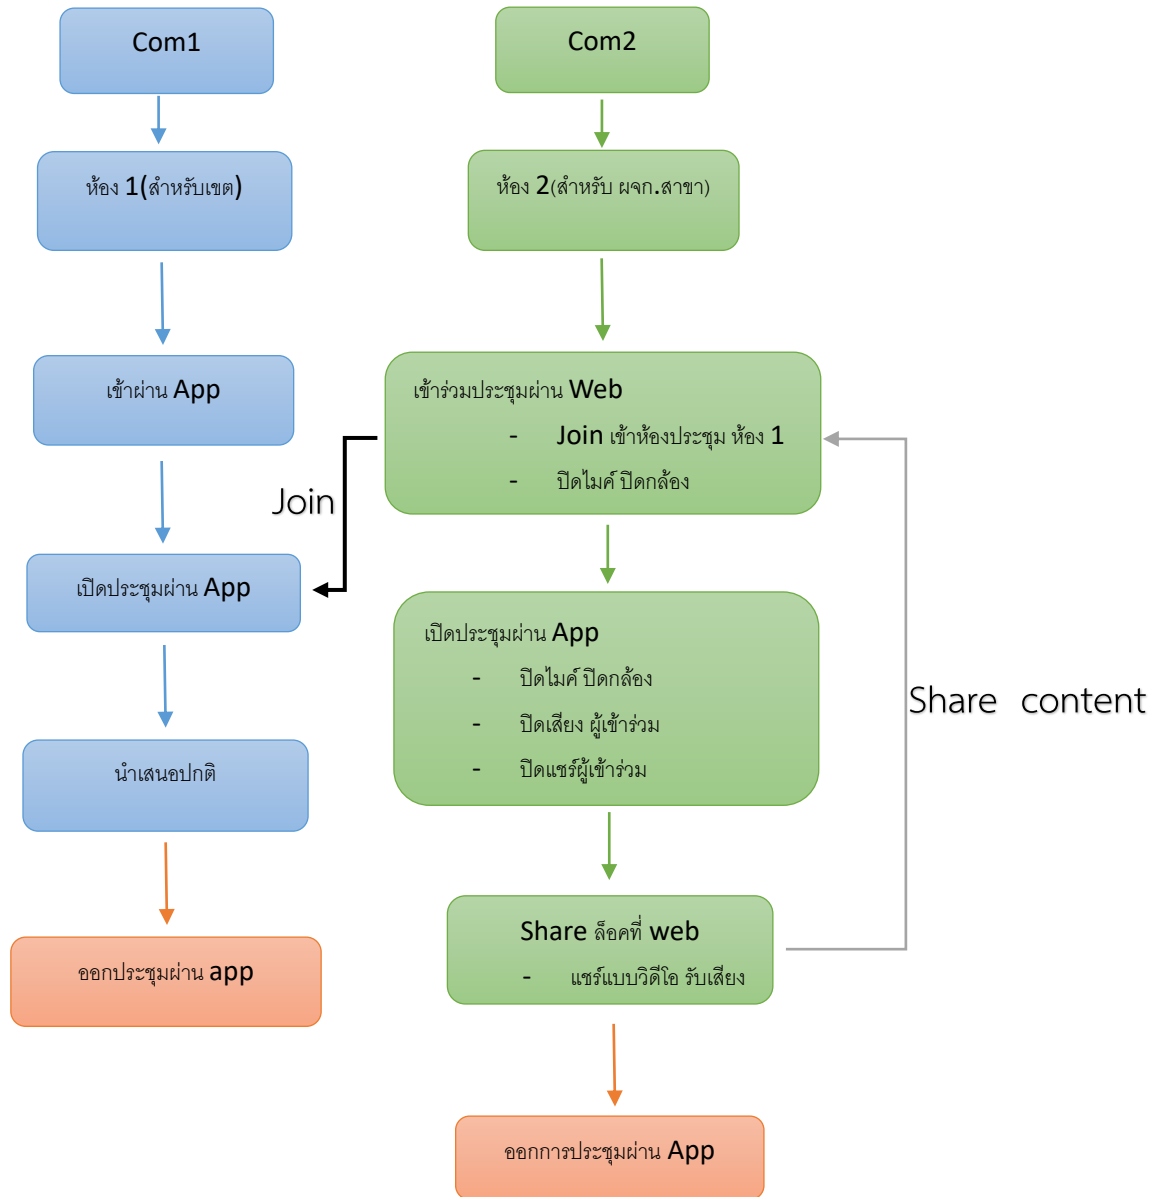 Com1
Com2
ห้อง 1(สำหรับเขต)
ห้อง 2(สำหรับ ผจก.สาขา)
เข้าผ่าน App
เข้าร่วมประชุมผ่าน Web
- Join เข้าห้องประชุม ห้อง 1
- ปิดไมค์ ปิดกล้อง
Join
เปิดประชุมผ่าน App
เปิดประชุมผ่าน App
- ปิดไมค์ ปิดกล้อง
- ปิดเสียง ผู้เข้าร่วม
- ปิดแชร์ผู้เข้าร่วม
Share content
นำเสนอปกติ
Share ล็อคที่ web
- แชร์แบบวิดีโอ รับเสียง
ออกประชุมผ่าน app
ออกการประชุมผ่าน App